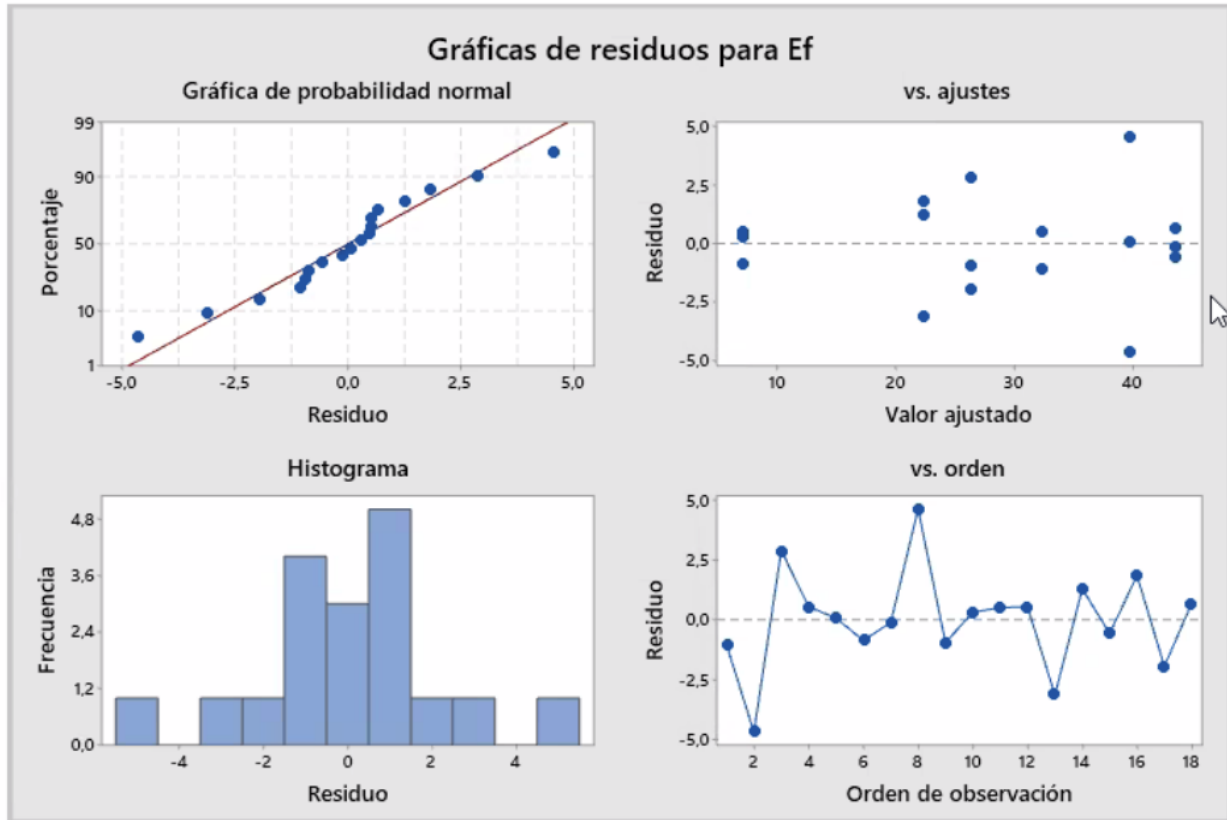 Gráficas de residuos para Ef
Gráfica de probabilidad normal
99
90
50
10
1
Porcentaje
-5,0 -2,5 0,0 2,5 5,0
Residuo
vs. ajustes
5,0
2,5
0,0
-2,5
-5,0
Residuo
10 20 30 40
Valor ajustado
Histograma
4,8
3,6
2,4
1,2
0,0
Frecuencia
-4 -2 0 2 4
Residuo
vs. orden
5,0
2,5
0,0
-2,5
-5,0
Residuo
2 4 6 8 10 12 14 16 18
Orden de observación